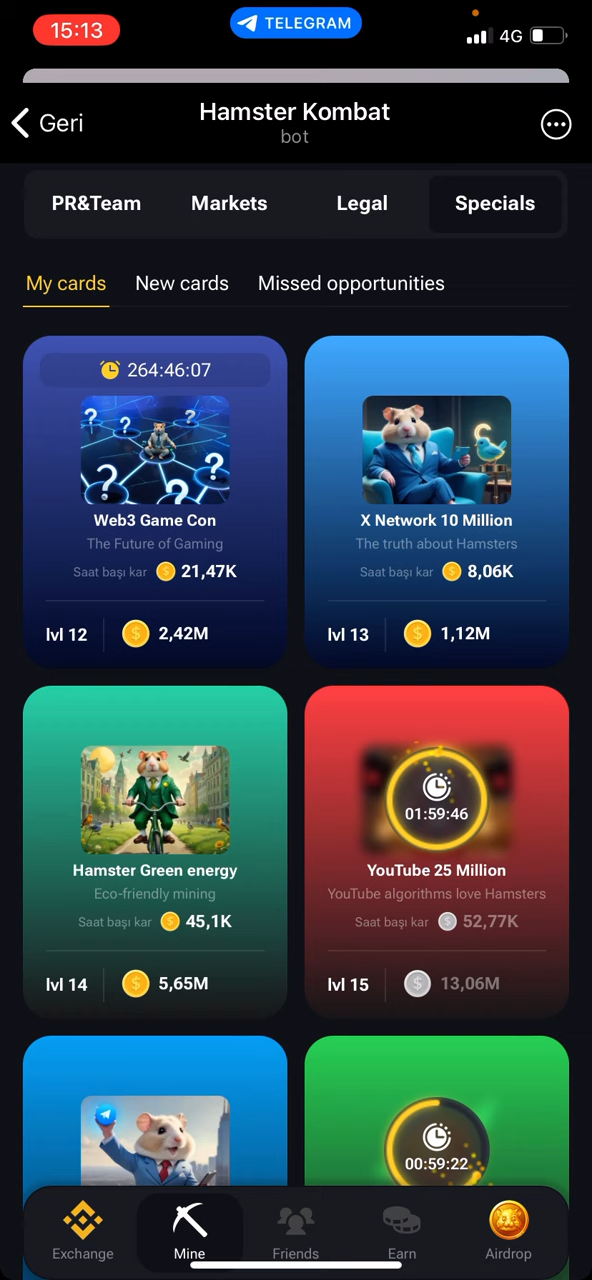 15:13
TELEGRAM
4G
Geri
Hamster Kombat
bot
PR&Team
Markets
Legal
Specials
My cards
New cards
Missed opportunities
264:46:07
Web3 Game Con
The Future of Gaming
Saat başı kar 21,47K
lvl 12
2,42M
X Network 10 Million
The truth about Hamsters
Saat başı kar 8,06K
lvl 13
1,12M
Hamster Green energy
Eco-friendly mining
Saat başı kar 45,1K
lvl 14
5,65M
01:59:46
YouTube 25 Million
YouTube algorithms love Hamsters
Saat başı kar 52,77K
lvl 15
13,06M
00:59:22
Exchange
Mine
Friends
Earn
Airdrop